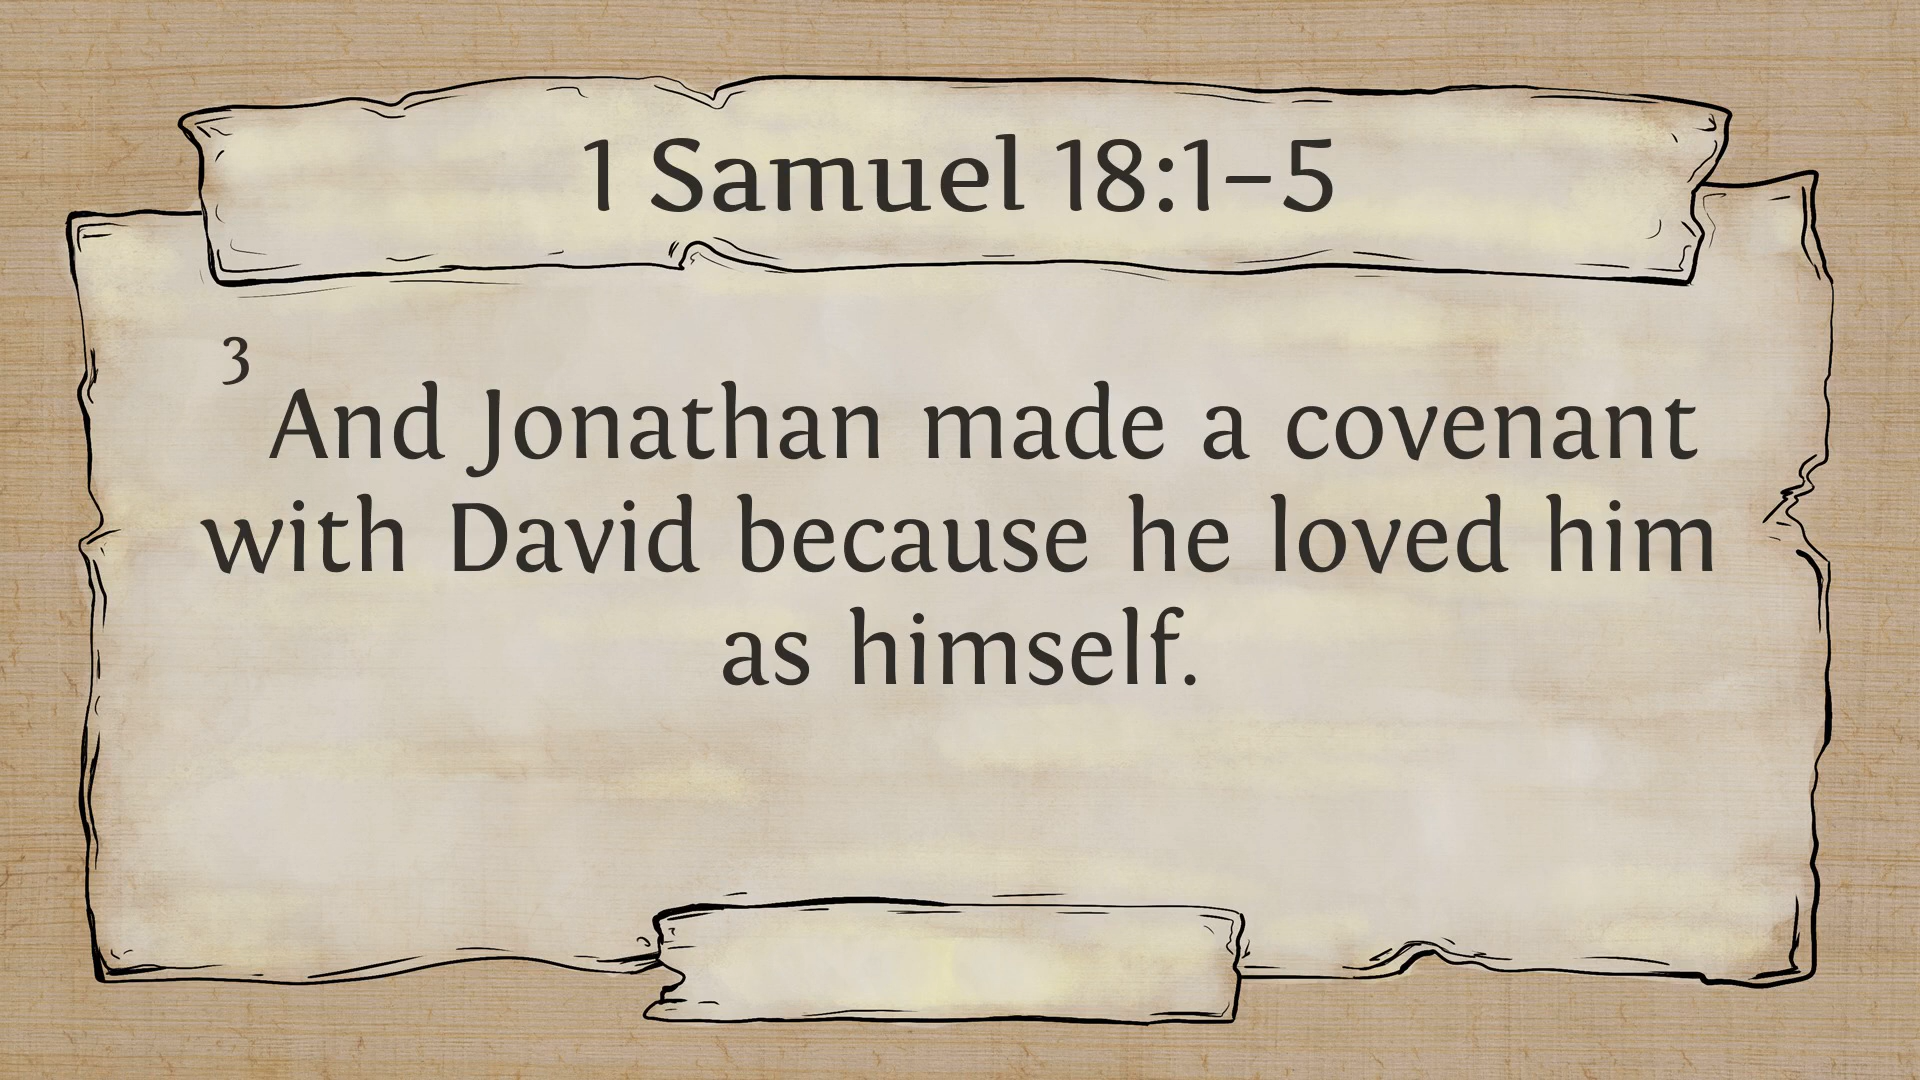 1 Samuel 18:1–5
3 And Jonathan made a covenant
with David because he loved him
as himself.